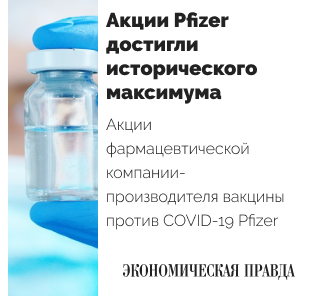 Акции Pfizer
достигли
исторического
максимума
Акции
фармацевтической
компании-
производителя вакцины
против COVID-19 Pfizer
ЭКОНОМИЧЕСКАЯ ПРАВДА